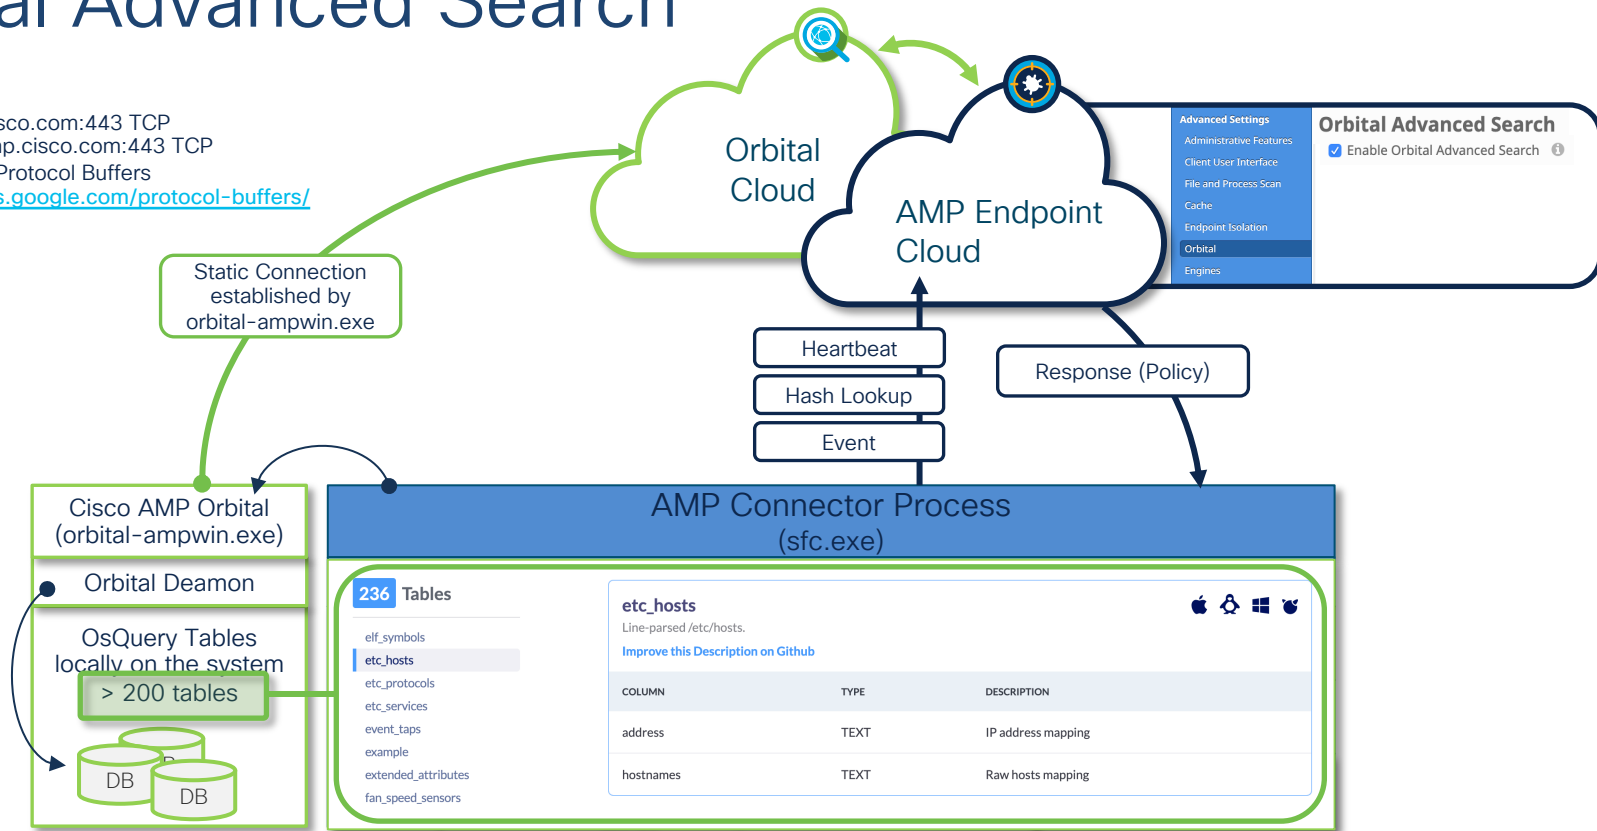 al Advanced Search
sco.com:443 TCP
np.cisco.com:443 TCP
Protocol Buffers
s.google.com/protocol-buffers/
Static Connection
established by
orbital-ampwin.exe
Orbital
Cloud
AMP Endpoint
Cloud
Advanced Settings
Administrative Features
Client User Interface
File and Process Scan
Cache
Endpoint Isolation
Orbital
Engines
Orbital Advanced Search
Enable Orbital Advanced Search
Heartbeat
Hash Lookup
Event
Response (Policy)
Cisco AMP Orbital
(orbital-ampwin.exe)
Orbital Deamon
OsQuery Tables
locally on the system
> 200 tables
DB
DB
AMP Connector Process
(sfc.exe)
236 Tables
elf_symbols
etc_hosts
etc_protocols
etc_services
event_taps
example
extended_attributes
fan_speed_sensors
etc_hosts
Line-parsed /etc/hosts.
Improve this Description on Github
COLUMN TYPE DESCRIPTION
address TEXT IP address mapping
hostnames TEXT Raw hosts mapping